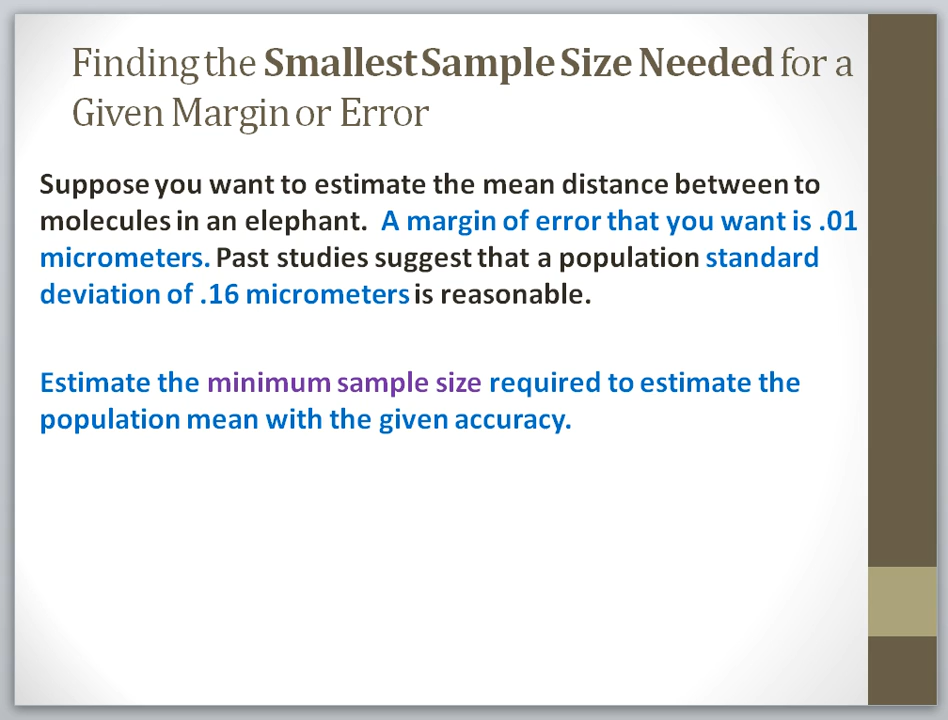 Finding the Smallest Sample Size Needed for a
Given Margin or Error
Suppose you want to estimate the mean distance between to
molecules in an elephant. A margin of error that you want is .01
micrometers. Past studies suggest that a population standard
deviation of .16 micrometers is reasonable.
Estimate the minimum sample size required to estimate the
population mean with the given accuracy.